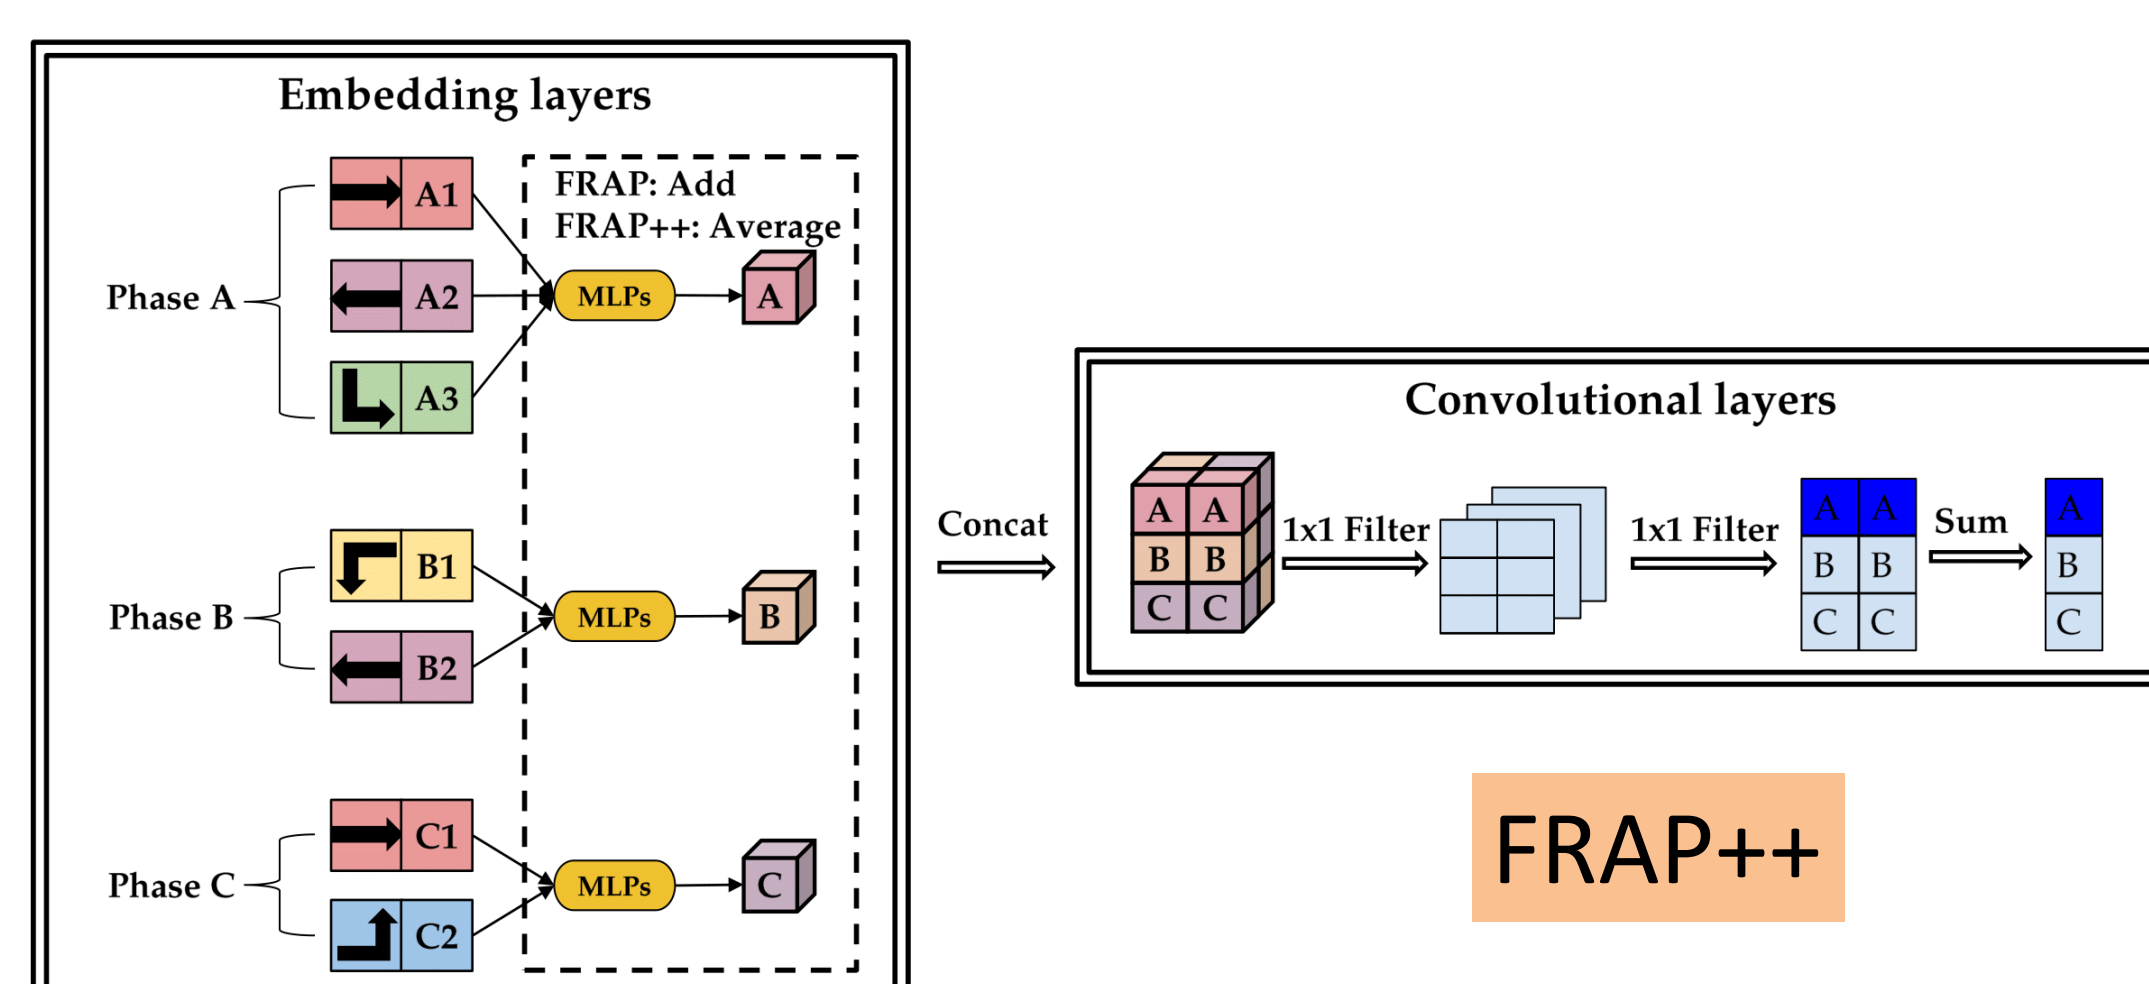 Embedding layers
FRAP: Add
FRAP++: Average
Phase A
A1
A2
A3
MLPs
A
Phase B
B1
B2
MLPs
B
Phase C
C1
C2
MLPs
C
Concat
Convolutional layers
A A
B B
C C
1x1 Filter
1x1 Filter
A A
B B
C C
Sum
A
B
C
FRAP++